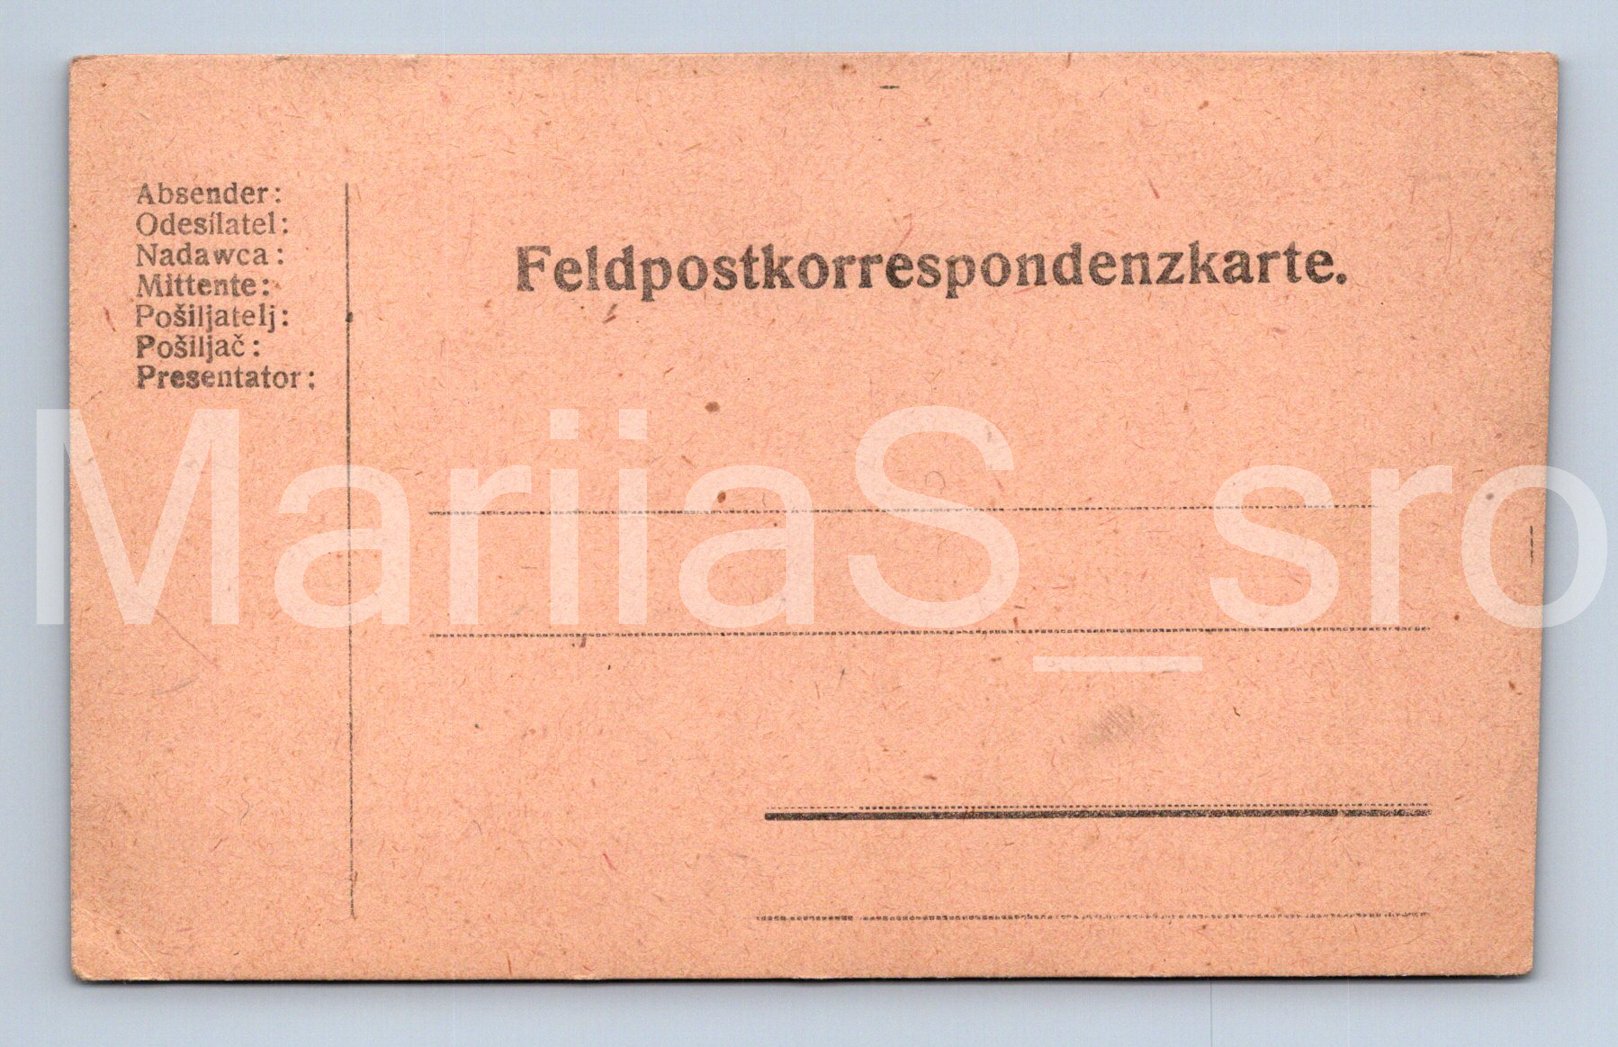 Absender:
Odesílatel:
Nadawca:
Mittente:
Pošiljatelj:
Pošiljač:
Presentator:
Feldpostkorrespondenzkarte.
MariiaS_sro